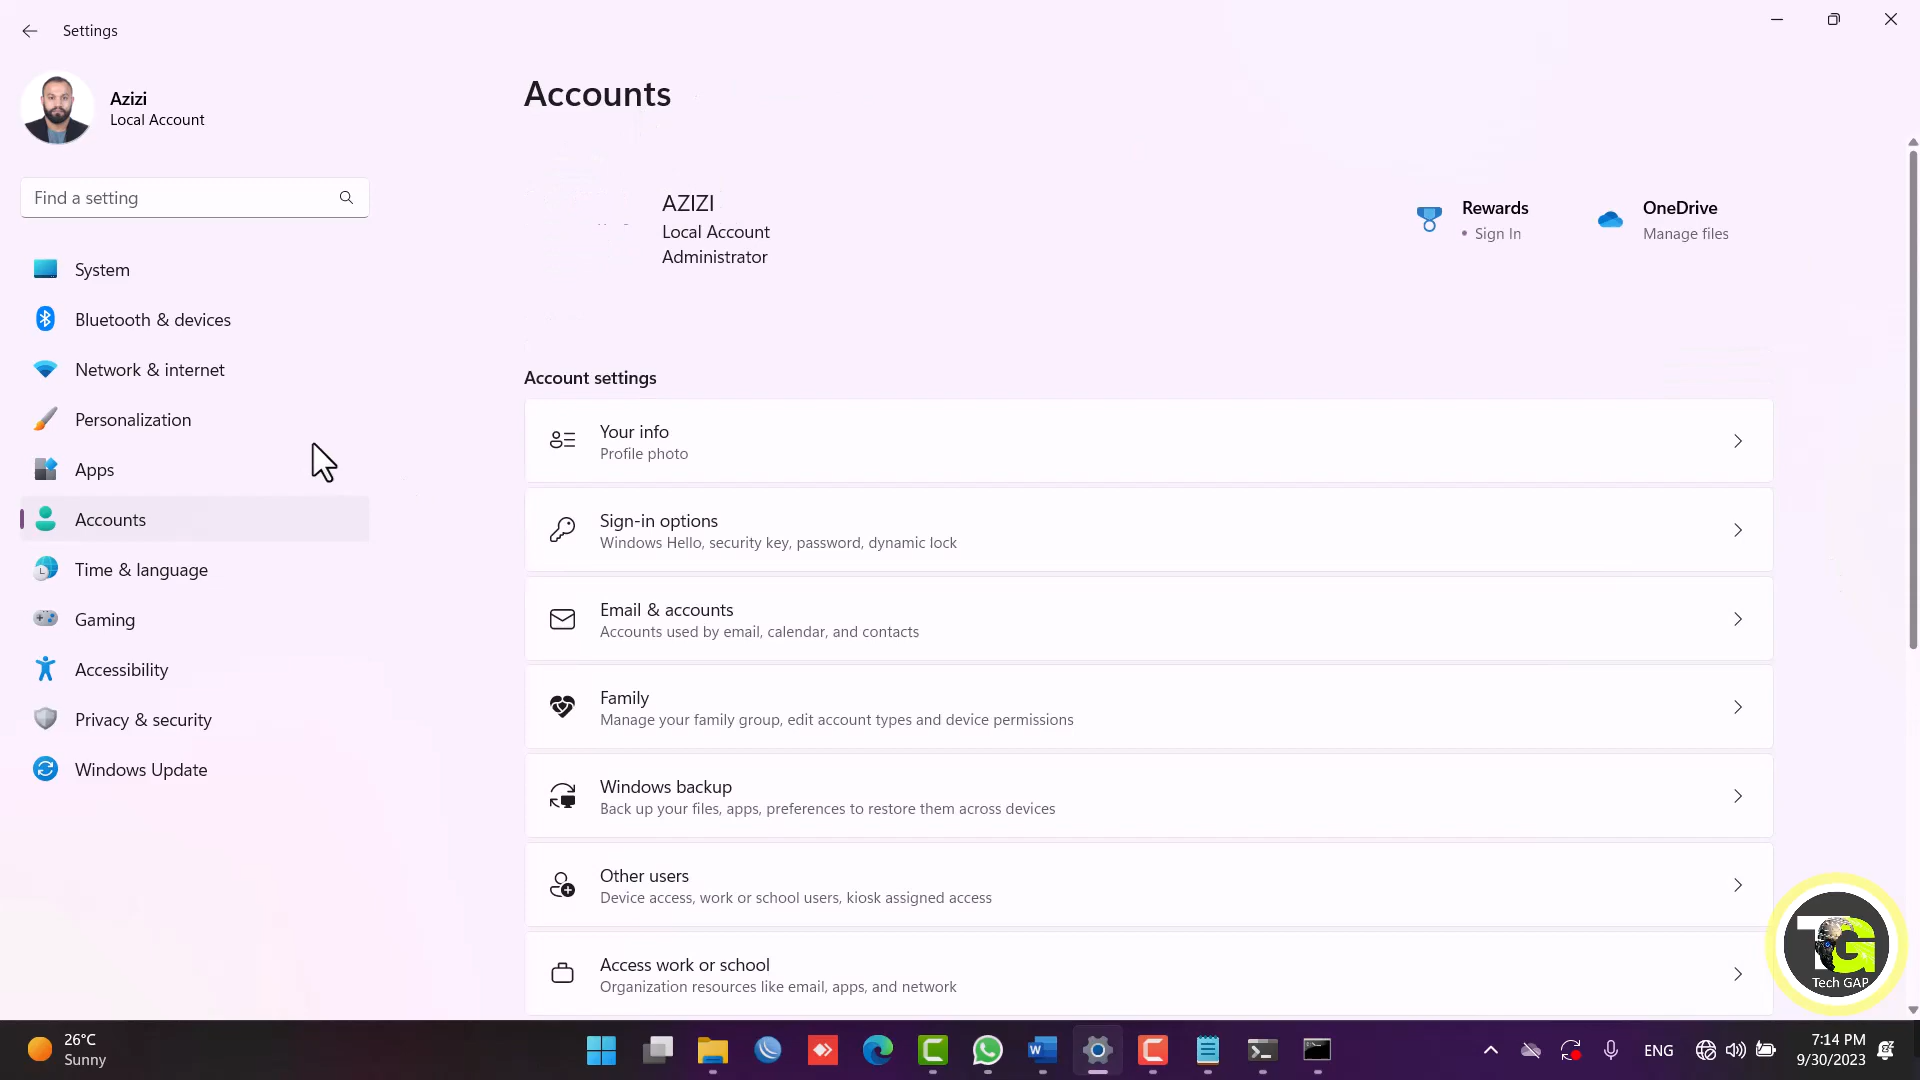 Settings
Azizi
Local Account
Find a setting
System
Bluetooth & devices
Network & internet
Personalization
Apps
Accounts
Time & language
Gaming
Accessibility
Privacy & security
Windows Update
Accounts
AZIZI
Local Account
Administrator
Rewards
• Sign In
OneDrive
Manage files
Account settings
Your info
Profile photo
Sign-in options
Windows Hello, security key, password, dynamic lock
Email & accounts
Accounts used by email, calendar, and contacts
Family
Manage your family group, edit account types and device permissions
Windows backup
Back up your files, apps, preferences to restore them across devices
Other users
Device access, work or school users, kiosk assigned access
Access work or school
Organization resources like email, apps, and network
TG
Tech GAP
26°C
Sunny
ENG
7:14 PM
9/30/2023